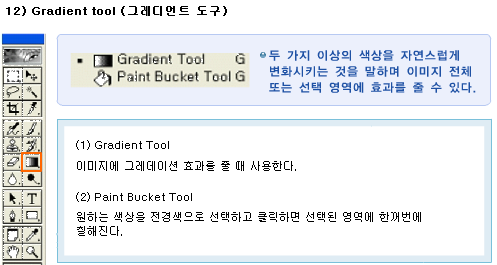 12) Gradient tool (그레디언트 도구)
Gradient Tool G
Paint Bucket Tool G
두 가지 이상의 색상을 자연스럽게
변화시키는 것을 말하며 이미지 전체
또는 선택 영역에 효과를 줄 수 있다.
(1) Gradient Tool
이미지에 그레데이션 효과를 줄 때 사용한다.
(2) Paint Bucket Tool
원하는 색상을 전경색으로 선택하고 클릭하면 선택된 영역에 한꺼번에
칠해진다.